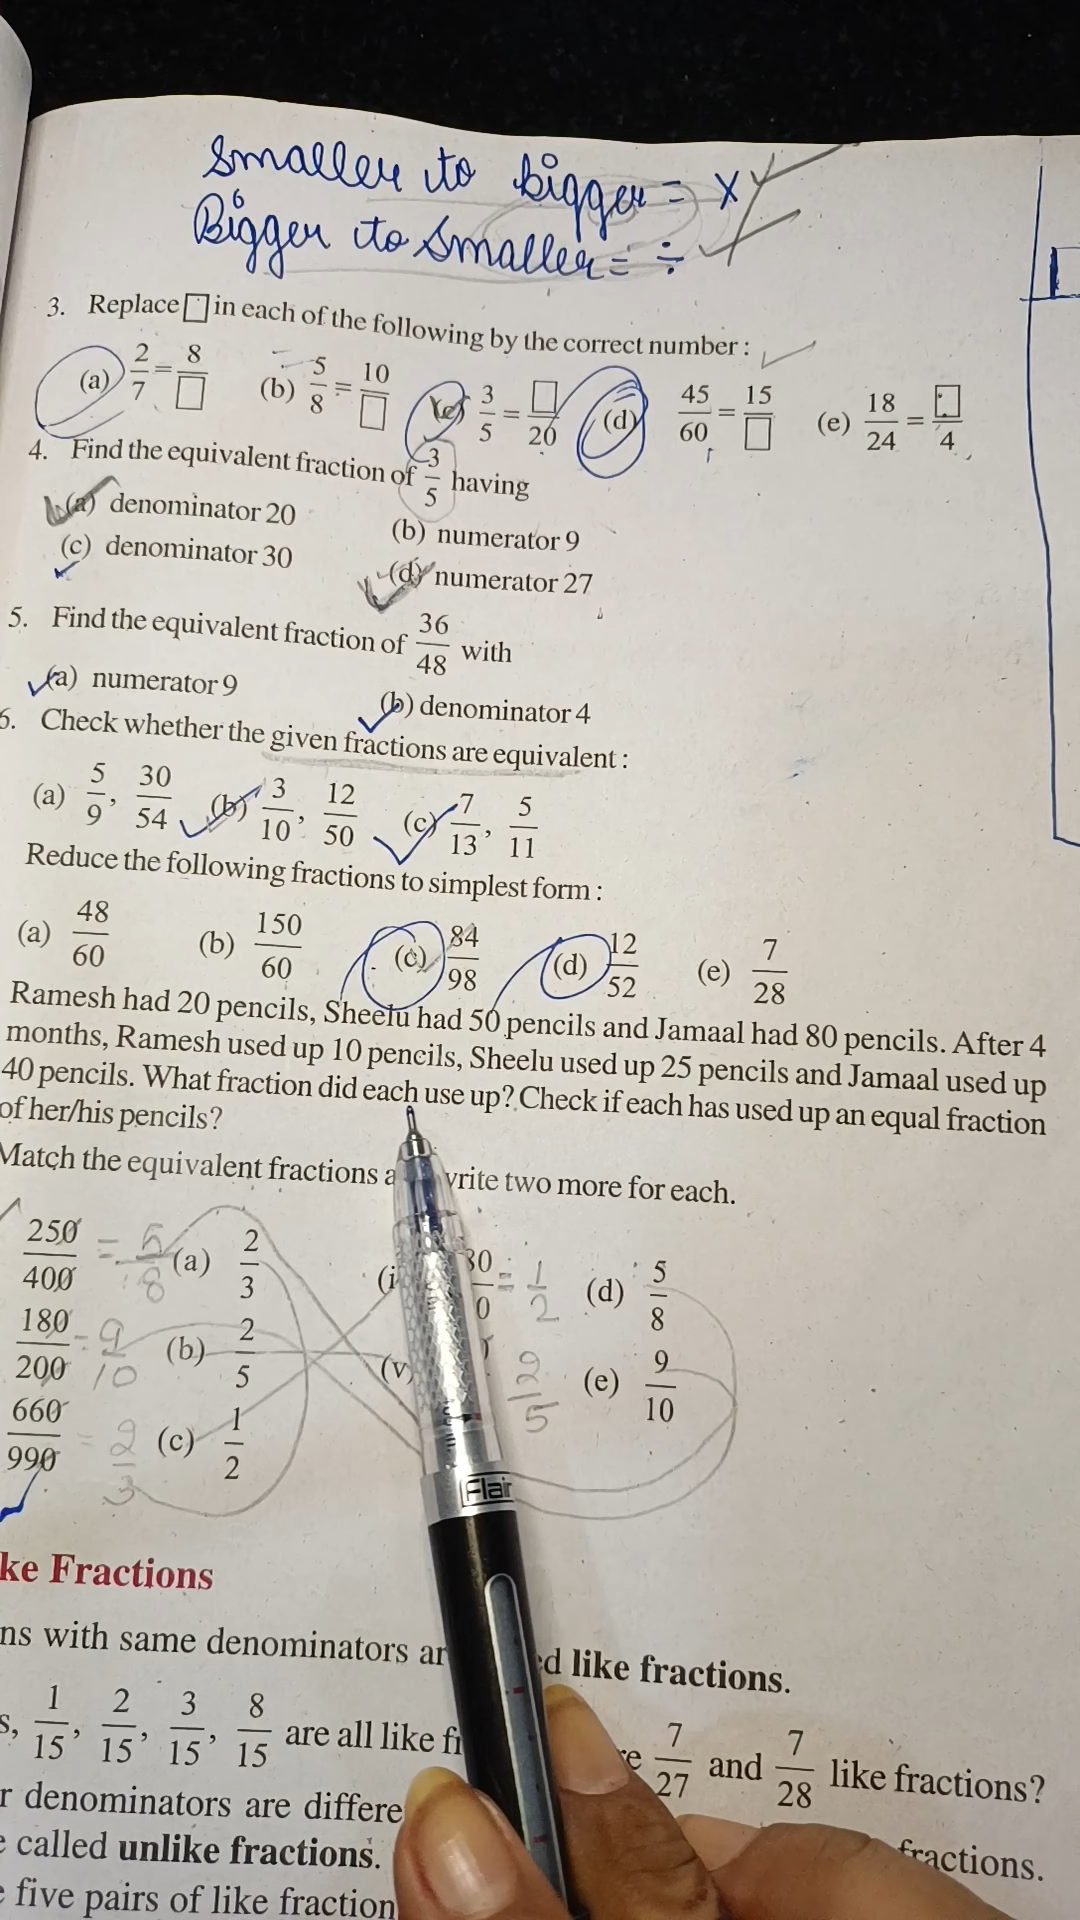 Smaller to bigger = ×
Bigger to smaller = ÷
3. Replace □ in each of the following by the correct number :
(a) 2/7 = 8/□ (b) 5/8 = 10/□ (c) 3/5 = □/20 (d) 45/60 = 15/□ (e) 18/24 = □/4
4. Find the equivalent fraction of 3/5 having
(a) denominator 20 (b) numerator 9
(c) denominator 30 (d) numerator 27
5. Find the equivalent fraction of 36/48 with
(a) numerator 9 (b) denominator 4
6. Check whether the given fractions are equivalent :
(a) 5/9, 30/54 (b) 3/10, 12/50 (c) 7/13, 5/11
Reduce the following fractions to simplest form :
(a) 48/60 (b) 150/60 (c) 84/98 (d) 12/52 (e) 7/28
Ramesh had 20 pencils, Sheelu had 50 pencils and Jamaal had 80 pencils. After 4
months, Ramesh used up 10 pencils, Sheelu used up 25 pencils and Jamaal used up
40 pencils. What fraction did each use up? Check if each has used up an equal fraction
of her/his pencils?
Match the equivalent fractions write two more for each.
250/400 = 5/8 (a) 2/3 = 1/2 (d) 5/8
180/200 = 9/10 (b) 2/5 (v) 2/5 (e) 9/10
660/990 = 2/3 (c) 1/2
Flair
ke Fractions
ns with same denominators ar ed like fractions.
s, 1/15, 2/15, 3/15, 8/15 are all like fr re 7/27 and 7/28 like fractions?
r denominators are differe fractions.
e called unlike fractions.
e five pairs of like fraction